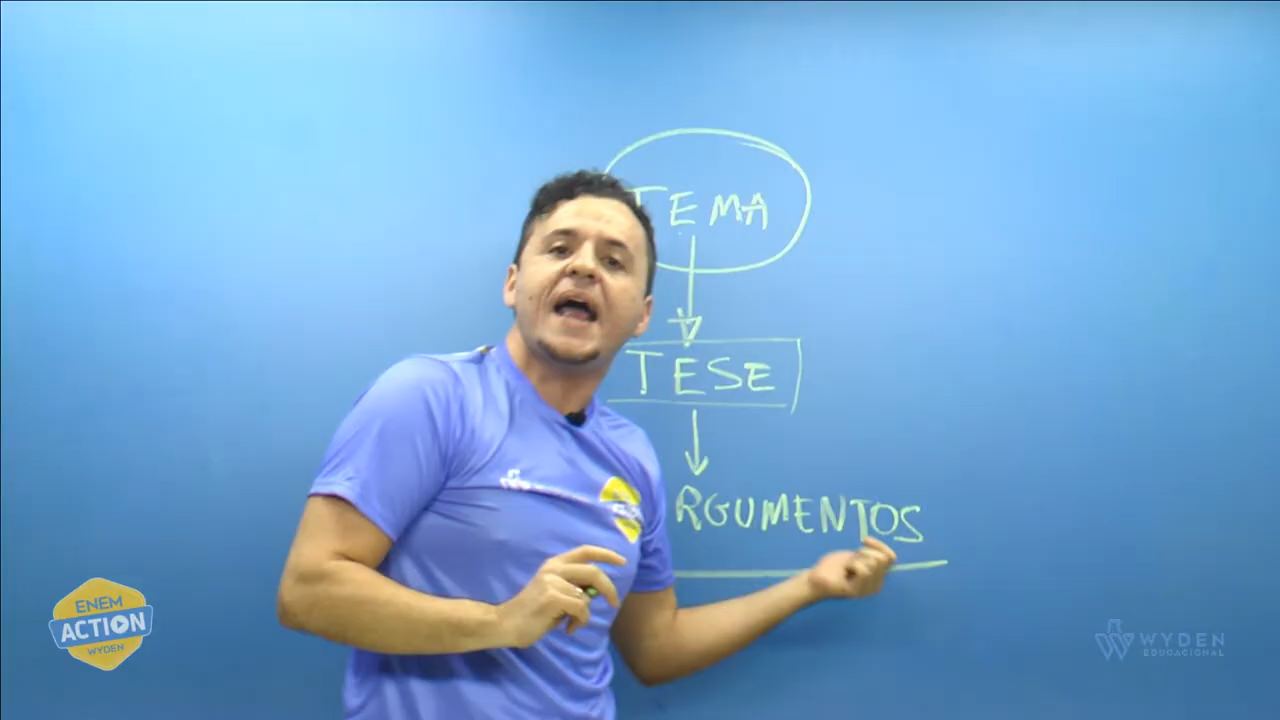 TEMA
TESE
RGUMENTOS
ENEM
ACTION
WYDEN
WYDEN
EDUCACIONAL